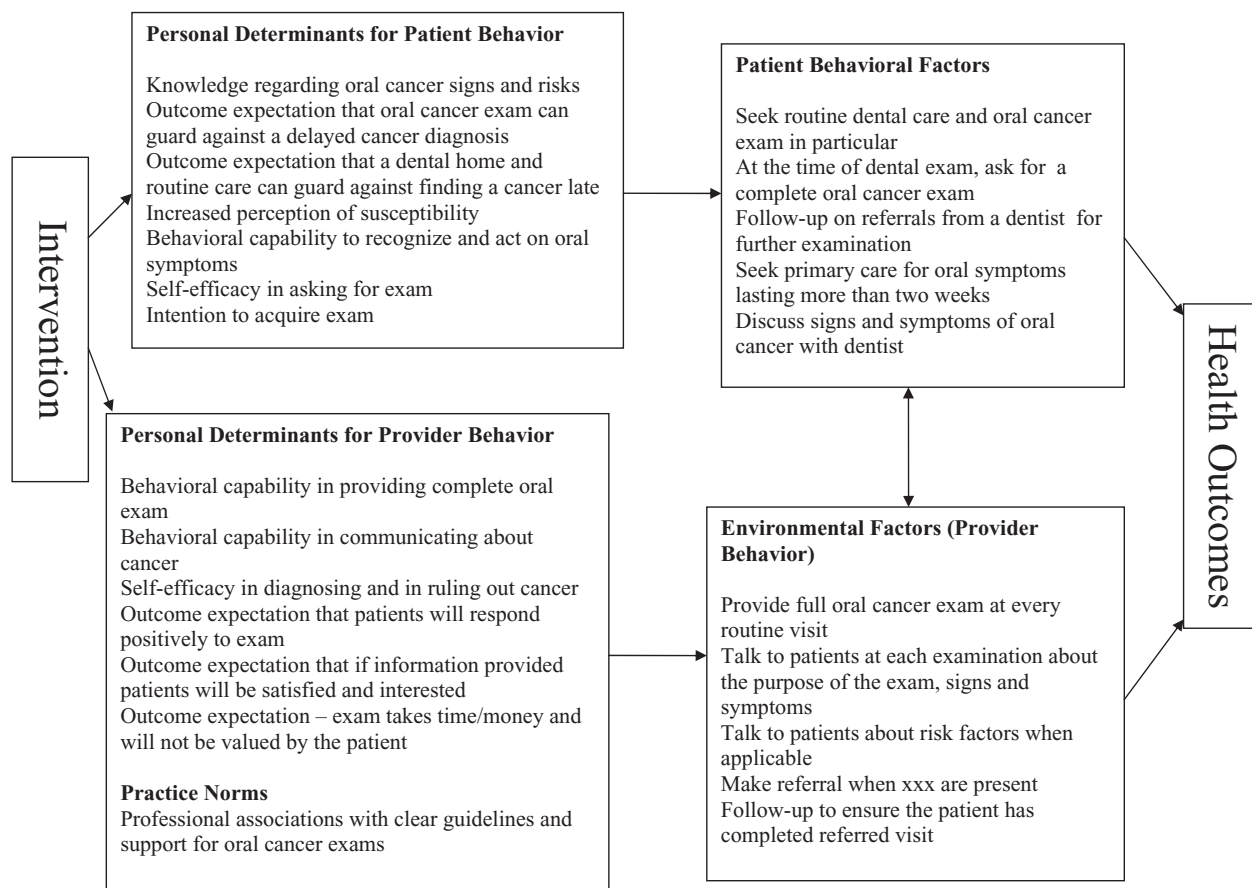 Intervention
Personal Determinants for Patient Behavior
Knowledge regarding oral cancer signs and risks
Outcome expectation that oral cancer exam can
guard against a delayed cancer diagnosis
Outcome expectation that a dental home and
routine care can guard against finding a cancer late
Increased perception of susceptibility
Behavioral capability to recognize and act on oral
symptoms
Self-efficacy in asking for exam
Intention to acquire exam
Personal Determinants for Provider Behavior
Behavioral capability in providing complete oral
exam
Behavioral capability in communicating about
cancer
Self-efficacy in diagnosing and in ruling out cancer
Outcome expectation that patients will respond
positively to exam
Outcome expectation that if information provided
patients will be satisfied and interested
Outcome expectation – exam takes time/money and
will not be valued by the patient
Practice Norms
Professional associations with clear guidelines and
support for oral cancer exams
Patient Behavioral Factors
Seek routine dental care and oral cancer
exam in particular
At the time of dental exam, ask for a
complete oral cancer exam
Follow-up on referrals from a dentist for
further examination
Seek primary care for oral symptoms
lasting more than two weeks
Discuss signs and symptoms of oral
cancer with dentist
Environmental Factors (Provider
Behavior)
Provide full oral cancer exam at every
routine visit
Talk to patients at each examination about
the purpose of the exam, signs and
symptoms
Talk to patients about risk factors when
applicable
Make referral when xxx are present
Follow-up to ensure the patient has
completed referred visit
Health Outcomes